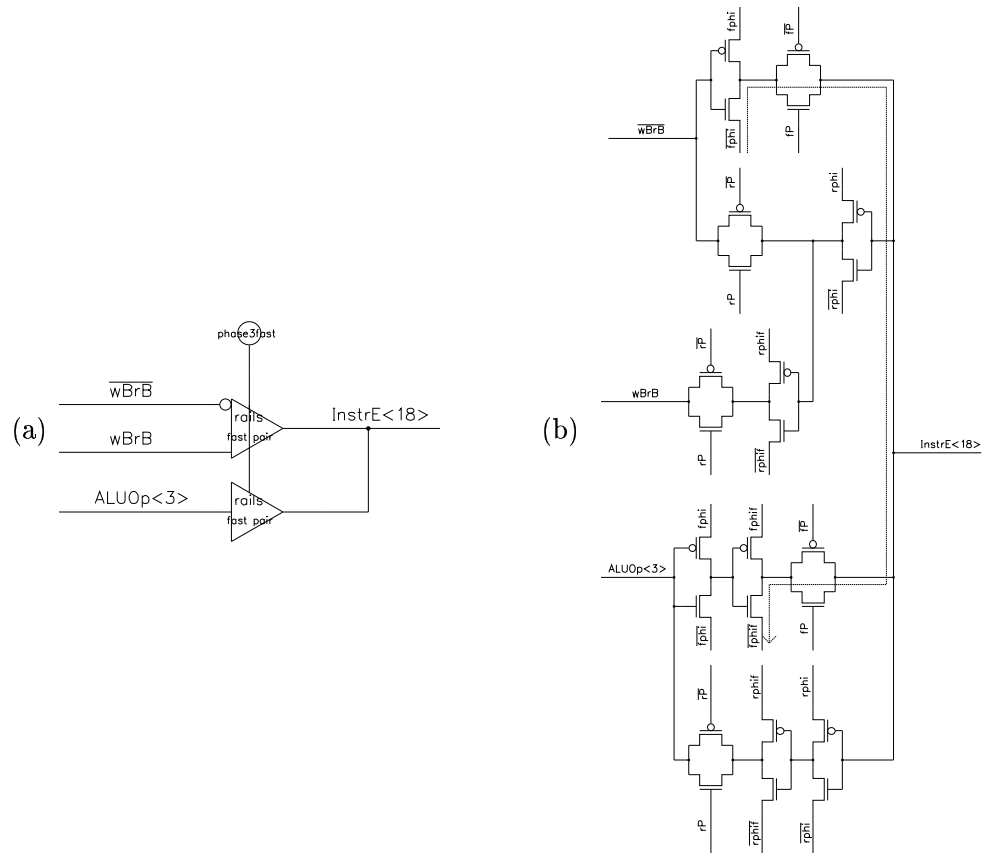 (a)
phase3fast
wBrB
rails
InstrE<18>
wBrB
fast pair
ALUOp<3>
rails
fast pair
(b)
fphi
fP
wBrB
fphi
fP
rP
rphi
rP
rphi
rP
rphif
wBrB
rP
rphif
InstrE<18>
fphi
fphif
fP
ALUOp<3>
fphi
fphif
fP
rP
rphif
rphi
rP
rphif
rphi